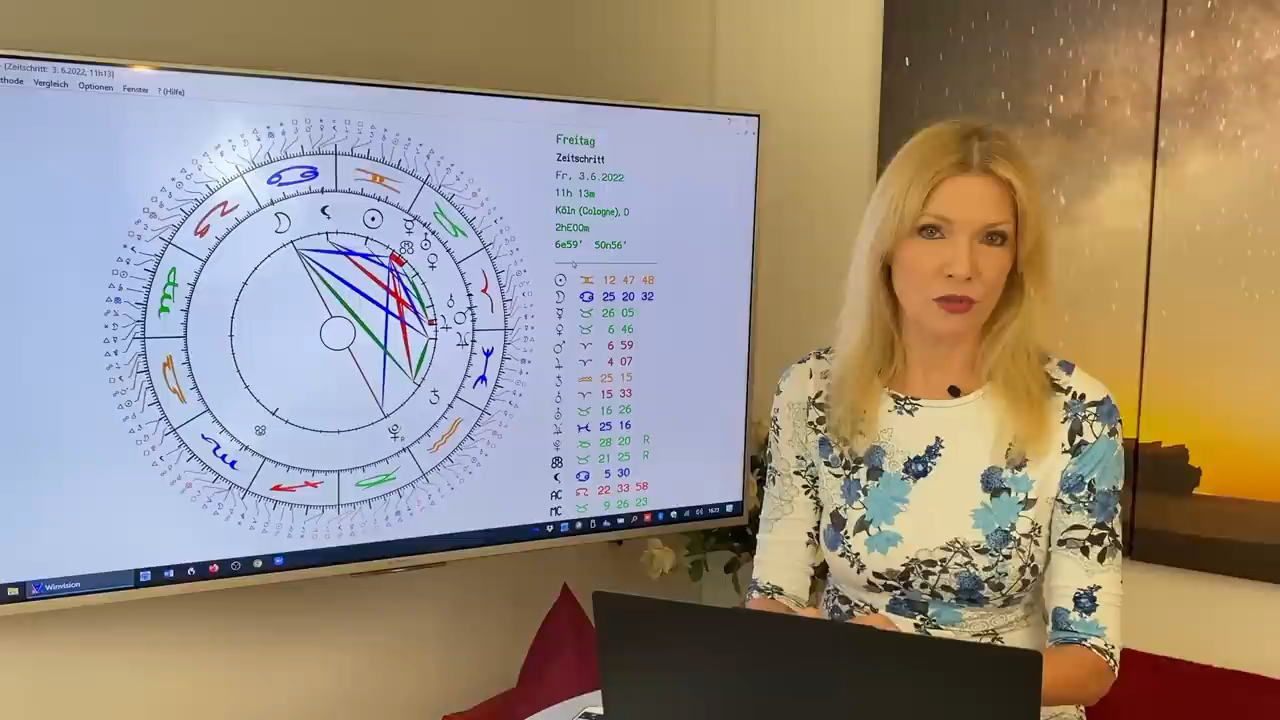 [Zeitschritt: 3.6.2022, 11h13]
Vergleich Optionen Fenster ? (Hilfe)
Freitag
Zeitschritt
Fr, 3.6.2022
11h 13m
Köln (Cologne), D
2hE00m
6e59' 50n56'
12 47 48
25 20 32
26 05
6 46
6 59
4 07
25 15
15 33
16 26
25 16
28 20 R
21 25 R
5 30
AC 22 33 58
MC 9 26 23
Winvision